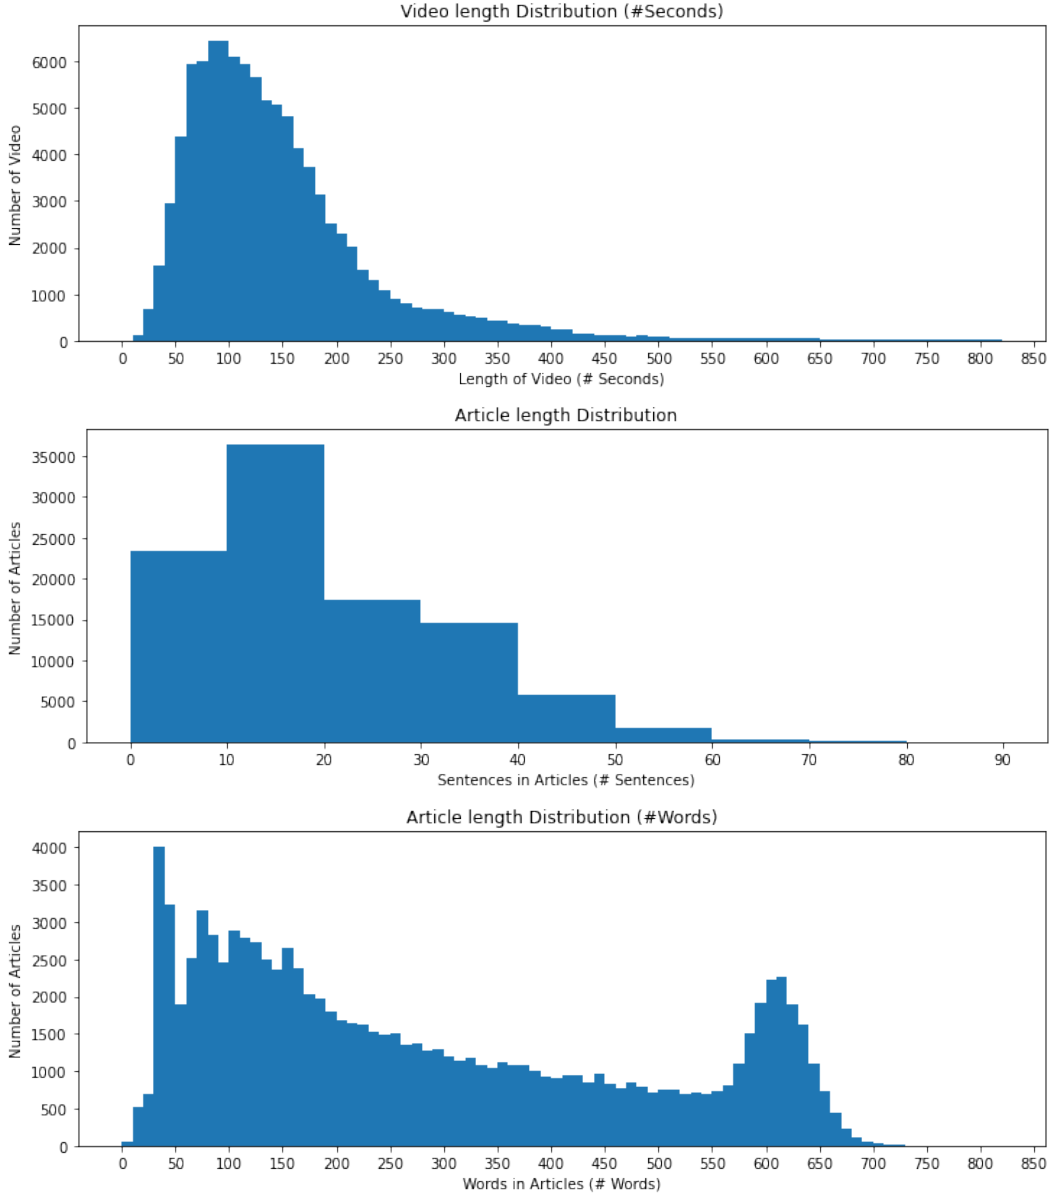 Video length Distribution (#Seconds)
Number of Video
6000
5000
4000
3000
2000
1000
0
0 50 100 150 200 250 300 350 400 450 500 550 600 650 700 750 800 850
Length of Video (# Seconds)
Article length Distribution
Number of Articles
35000
30000
25000
20000
15000
10000
5000
0
0 10 20 30 40 50 60 70 80 90
Sentences in Articles (# Sentences)
Article length Distribution (#Words)
Number of Articles
4000
3500
3000
2500
2000
1500
1000
500
0
0 50 100 150 200 250 300 350 400 450 500 550 600 650 700 750 800 850
Words in Articles (# Words)